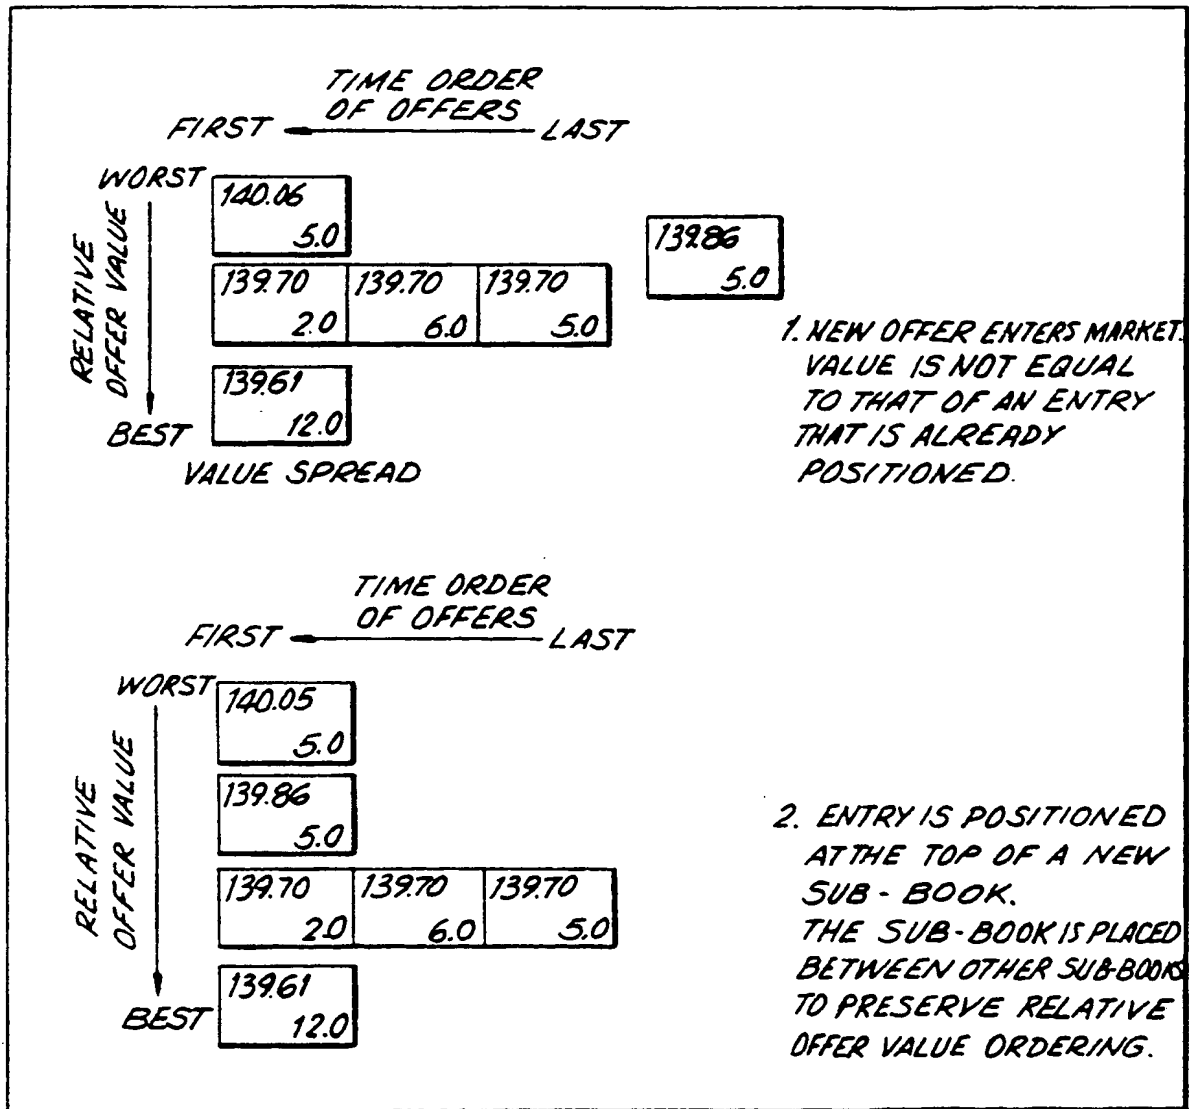 TIME ORDER
OF OFFERS
FIRST LAST
WORST
RELATIVE
OFFER VALUE
140.06
5.0
139.86
5.0
139.70 139.70 139.70
2.0 6.0 5.0
139.61
12.0
BEST
VALUE SPREAD
1. NEW OFFER ENTERS MARKET.
VALUE IS NOT EQUAL
TO THAT OF AN ENTRY
THAT IS ALREADY
POSITIONED.
TIME ORDER
OF OFFERS
FIRST LAST
WORST
RELATIVE
OFFER VALUE
140.05
5.0
139.86
5.0
139.70 139.70 139.70
2.0 6.0 5.0
139.61
12.0
BEST
2. ENTRY IS POSITIONED
AT THE TOP OF A NEW
SUB-BOOK.
THE SUB-BOOK IS PLACED
BETWEEN OTHER SUB-BOOKS
TO PRESERVE RELATIVE
OFFER VALUE ORDERING.